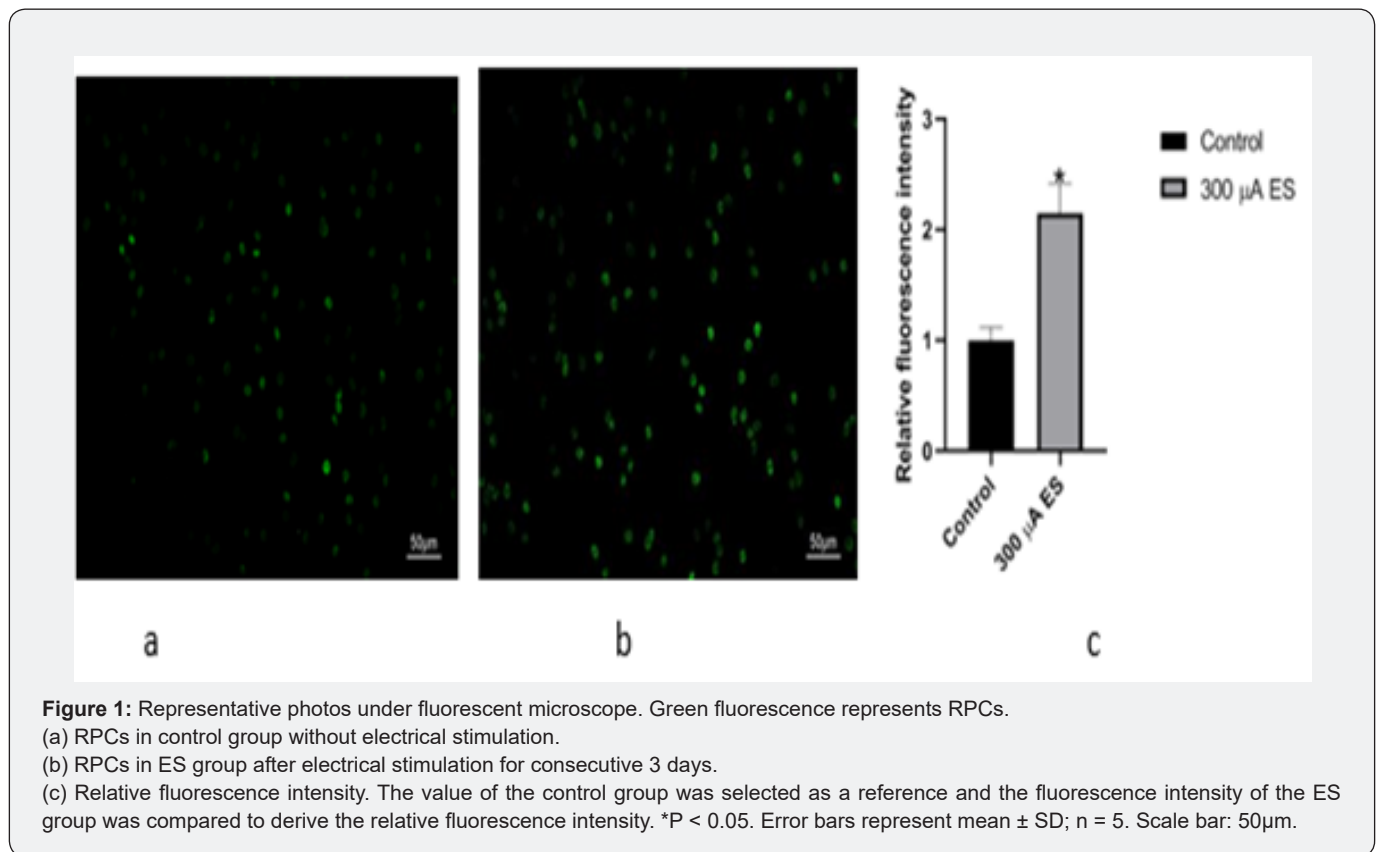 50µm
50µm
Relative fluorescence intensity
3
2
1
0
*
Control
300 µA ES
Control
300 µA ES
a
b
c
Figure 1: Representative photos under fluorescent microscope. Green fluorescence represents RPCs.
(a) RPCs in control group without electrical stimulation.
(b) RPCs in ES group after electrical stimulation for consecutive 3 days.
(c) Relative fluorescence intensity. The value of the control group was selected as a reference and the fluorescence intensity of the ES
group was compared to derive the relative fluorescence intensity. *P < 0.05. Error bars represent mean ± SD; n = 5. Scale bar: 50µm.